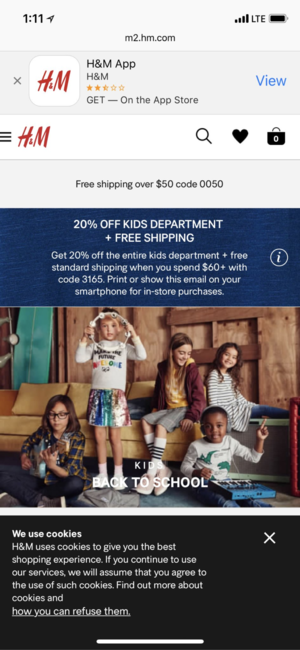 1:11
LTE
m2.hm.com
H&M
H&M App
H&M
GET — On the App Store
View
H&M
0
Free shipping over $50 code 0050
20% OFF KIDS DEPARTMENT
+ FREE SHIPPING
Get 20% off the entire kids department + free
standard shipping when you spend $60+ with
code 3165. Print or show this email on your
smartphone for in-store purchases.
i
FUTURE
KIDS
BACK TO SCHOOL
We use cookies
H&M uses cookies to give you the best
shopping experience. If you continue to use
our services, we will assume that you agree to
the use of such cookies. Find out more about
cookies and
how you can refuse them.